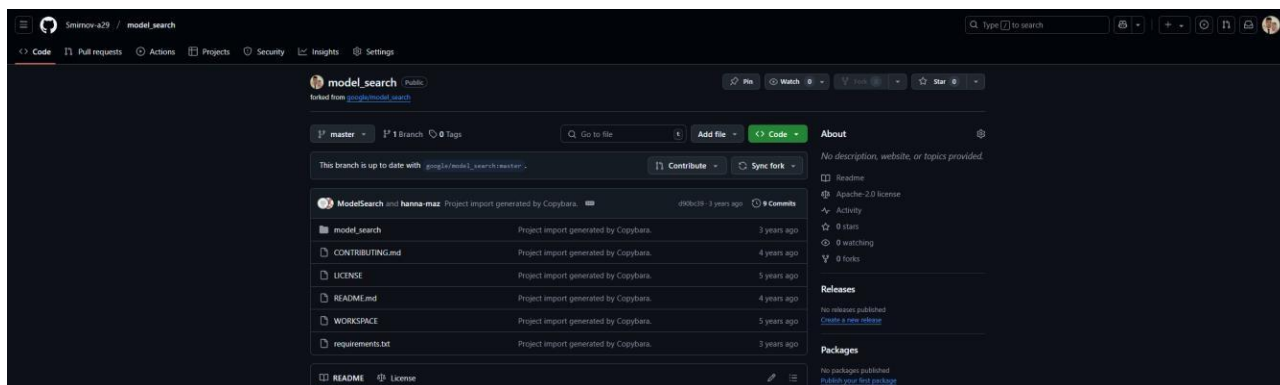 Smirnov-a29 / model_search
Type / to search
Code Pull requests Actions Projects Security Insights Settings
model_search Public
Pin Watch 0 Fork 0 Star 0
forked from google/model_search
master 1 Branch 0 Tags Go to file t Add file Code
This branch is up to date with google/model_search:master .
Contribute Sync fork
ModelSearch and hanna-maz Project import generated by Copybara. d90bc39 · 3 years ago 9 Commits
model_search Project import generated by Copybara. 3 years ago
CONTRIBUTING.md Project import generated by Copybara. 4 years ago
LICENSE Project import generated by Copybara. 5 years ago
README.md Project import generated by Copybara. 4 years ago
WORKSPACE Project import generated by Copybara. 5 years ago
requirements.txt Project import generated by Copybara. 3 years ago
README License
About
No description, website, or topics provided.
Readme
Apache-2.0 license
Activity
0 stars
0 watching
0 forks
Releases
No releases published
Create a new release
Packages
No packages published
Publish your first package